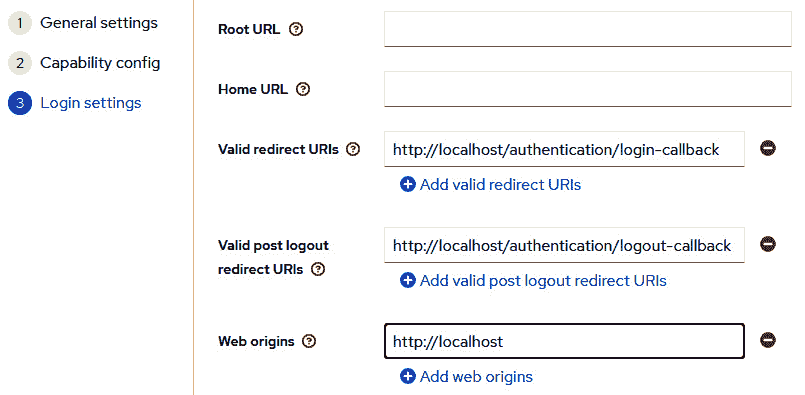 1 General settings
2 Capability config
3 Login settings
Root URL
Home URL
Valid redirect URIs
http://localhost/authentication/login-callback
Add valid redirect URIs
Valid post logout
redirect URIs
http://localhost/authentication/logout-callback
Add valid post logout redirect URIs
Web origins
http://localhost
Add web origins